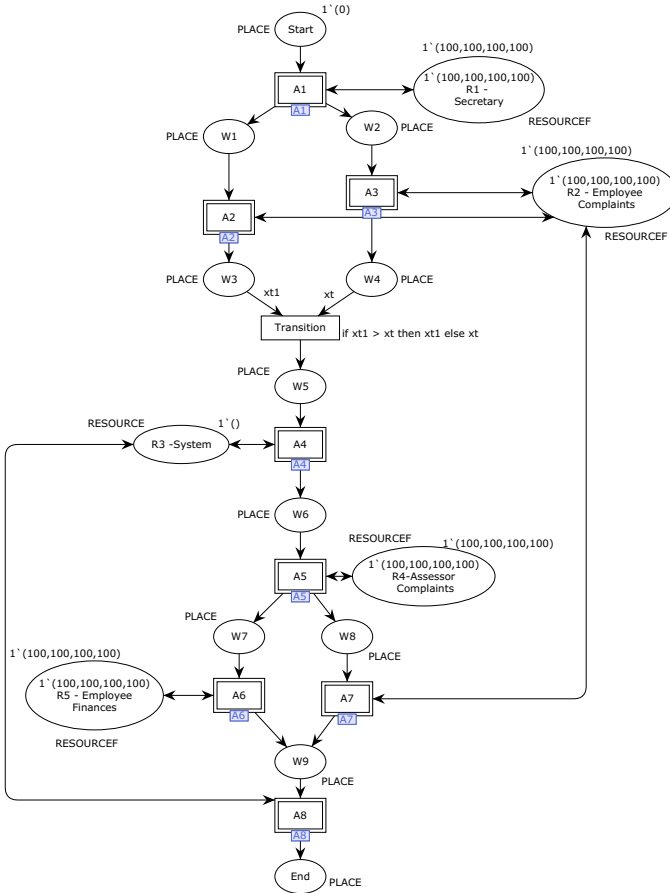 1`(0)
PLACE
Start
1`(100,100,100,100)
A1
1`(100,100,100,100)
R1 -
Secretary
A1
RESOURCEF
PLACE
W1
W2
PLACE
1`(100,100,100,100)
A3
1`(100,100,100,100)
R2 - Employee
Complaints
A3
A2
A2
RESOURCEF
PLACE
W3
W4
PLACE
xt1
xt
Transition
if xt1 > xt then xt1 else xt
PLACE
W5
RESOURCE
1`()
R3 -System
A4
A4
PLACE
W6
RESOURCEF
1`(100,100,100,100)
A5
1`(100,100,100,100)
R4-Assessor
Complaints
A5
PLACE
W7
W8
PLACE
1`(100,100,100,100)
1`(100,100,100,100)
R5 - Employee
Finances
A6
A7
A6
A7
RESOURCEF
W9
PLACE
A8
A8
End
PLACE